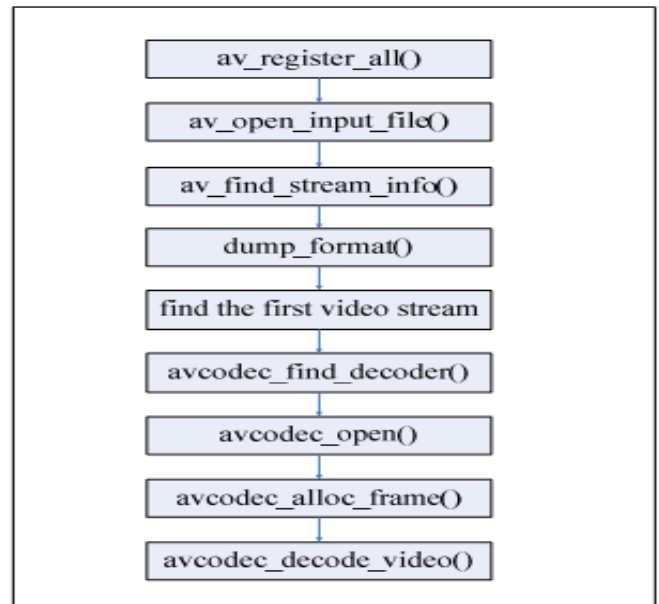 av_register_all()
av_open_input_file()
av_find_stream_info()
dump_format()
find the first video stream
avcodec_find_decoder()
avcodec_open()
avcodec_alloc_frame()
avcodec_decode_video()